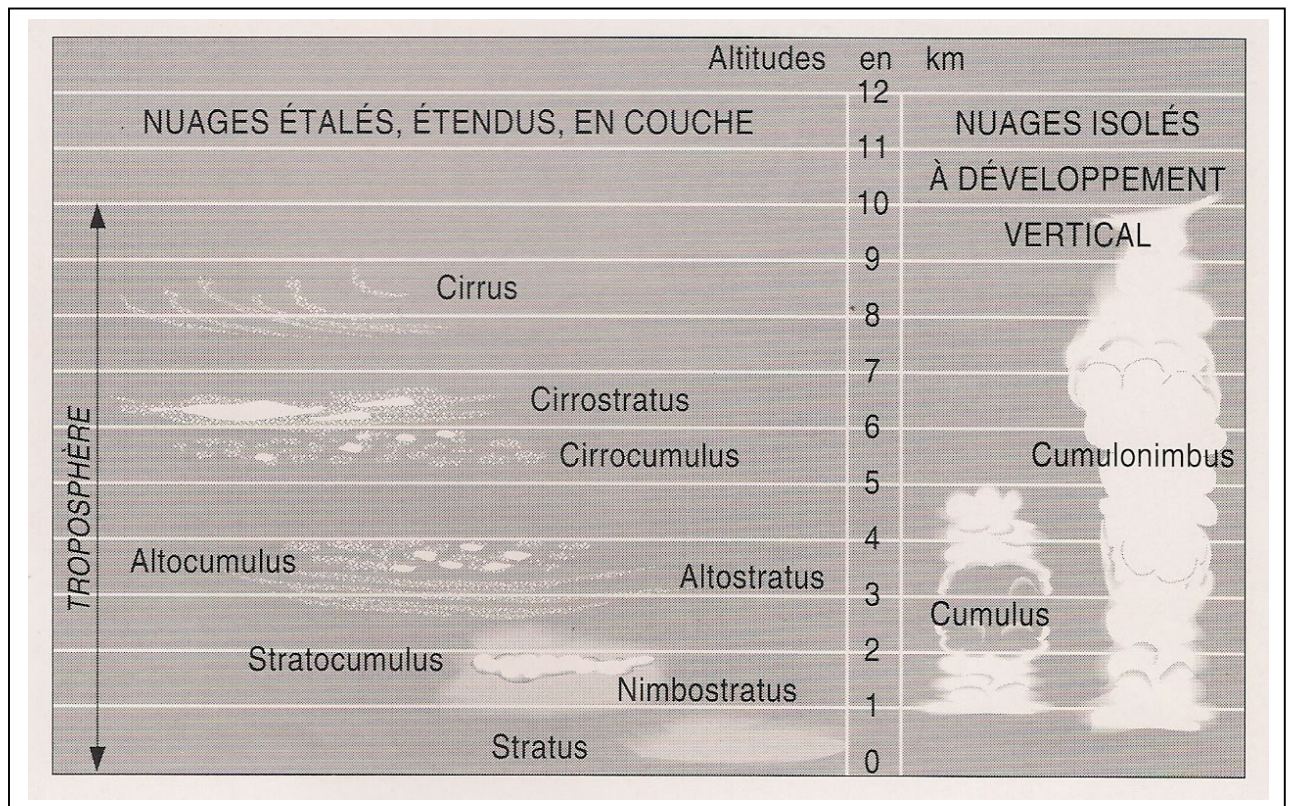 Altitudes en km
12
NUAGES ÉTALÉS, ÉTENDUS, EN COUCHE
NUAGES ISOLÉS
11
À DÉVELOPPEMENT
10
VERTICAL
9
Cirrus
8
7
Cirrostratus
6
Cirrocumulus
Cumulonimbus
5
4
Altocumulus
Altostratus
3
Cumulus
2
Stratocumulus
Nimbostratus
1
Stratus
0
TROPOSPHÈRE